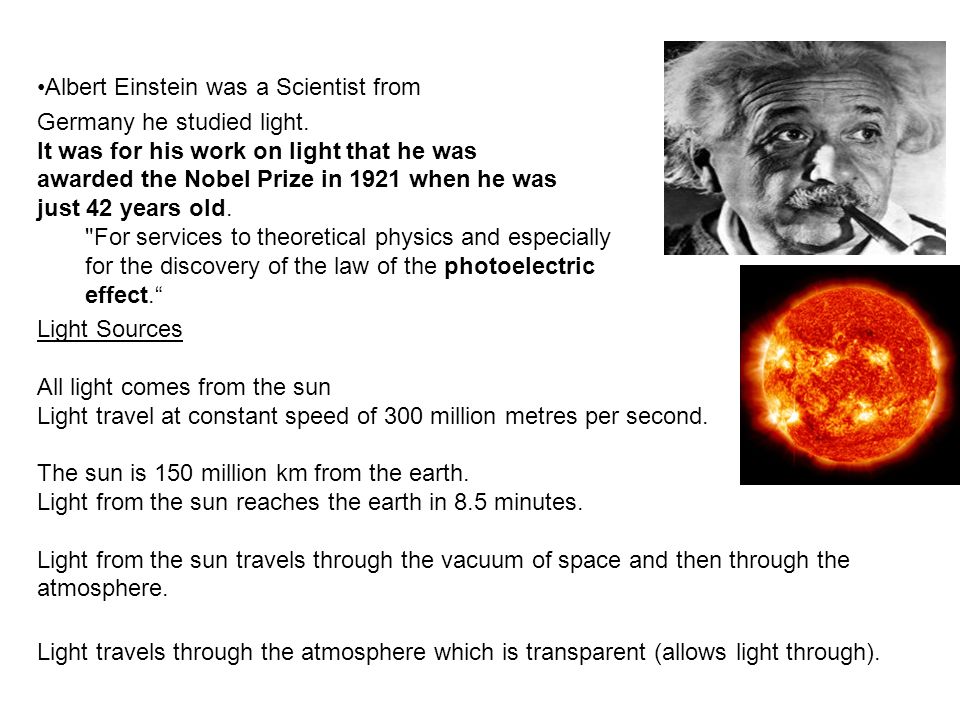 •Albert Einstein was a Scientist from
Germany he studied light.
It was for his work on light that he was
awarded the Nobel Prize in 1921 when he was
just 42 years old.
"For services to theoretical physics and especially
for the discovery of the law of the photoelectric
effect.“
Light Sources
All light comes from the sun
Light travel at constant speed of 300 million metres per second.
The sun is 150 million km from the earth.
Light from the sun reaches the earth in 8.5 minutes.
Light from the sun travels through the vacuum of space and then through the
atmosphere.
Light travels through the atmosphere which is transparent (allows light through).